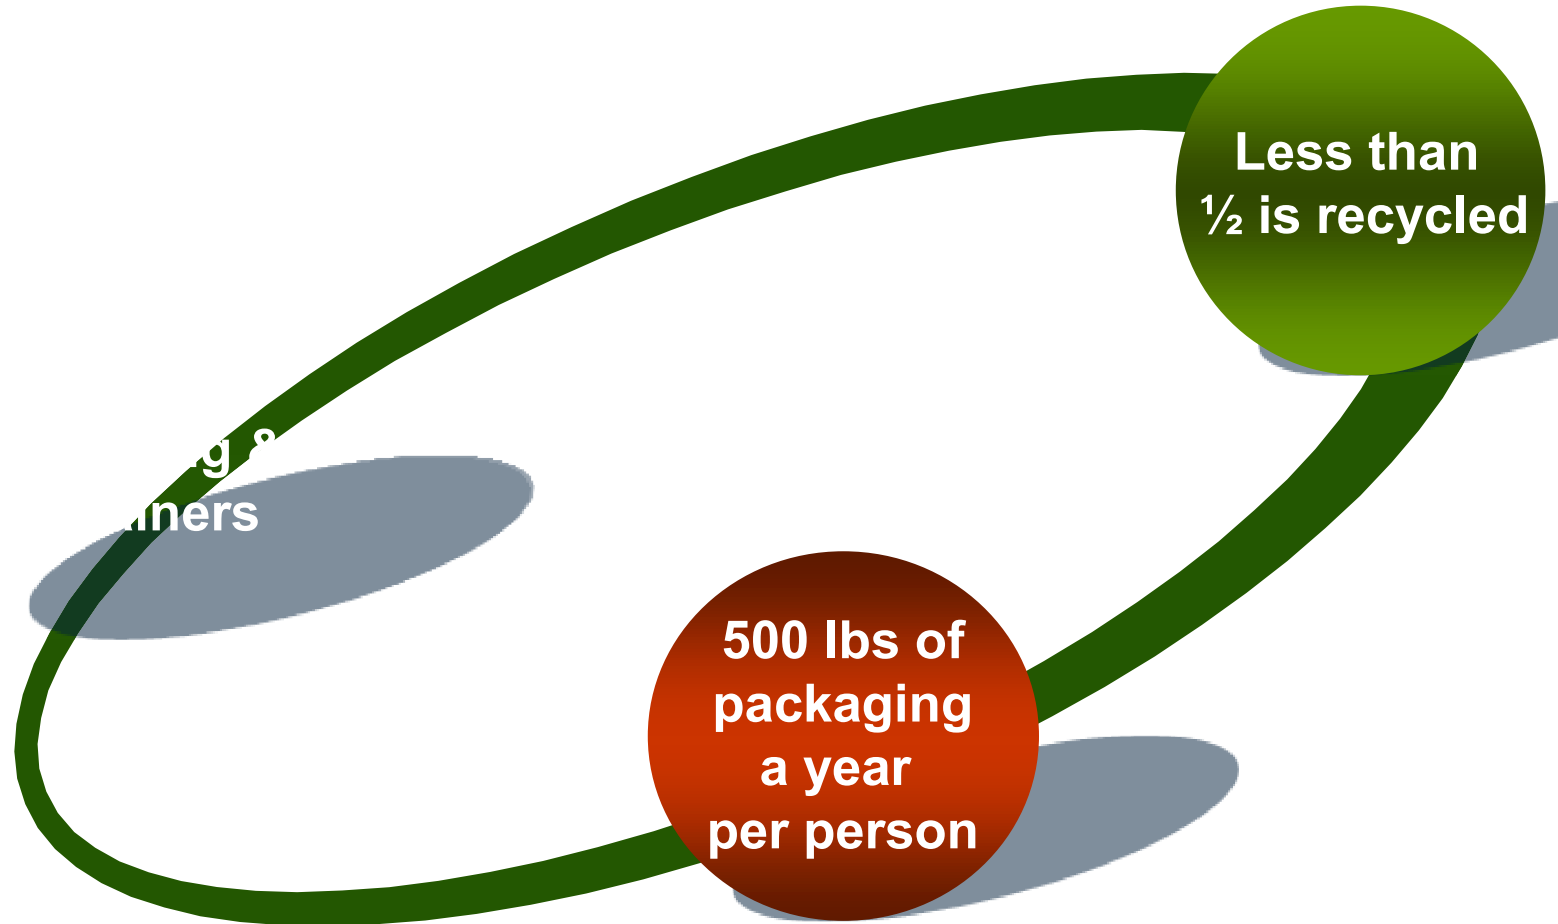 Less than
½ is recycled
&
500 lbs of
packaging
a year
per person